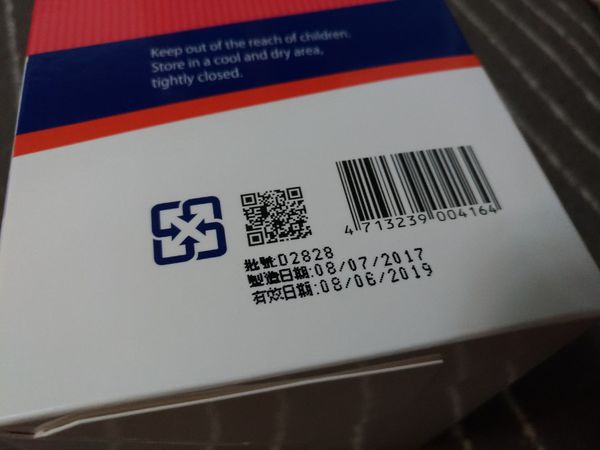 Keep out of the reach of children.
Store in a cool and dry area,
tightly closed.
4 713239 004164
批號:D2828
製造日期:08/07/2017
有效日期:08/06/2019